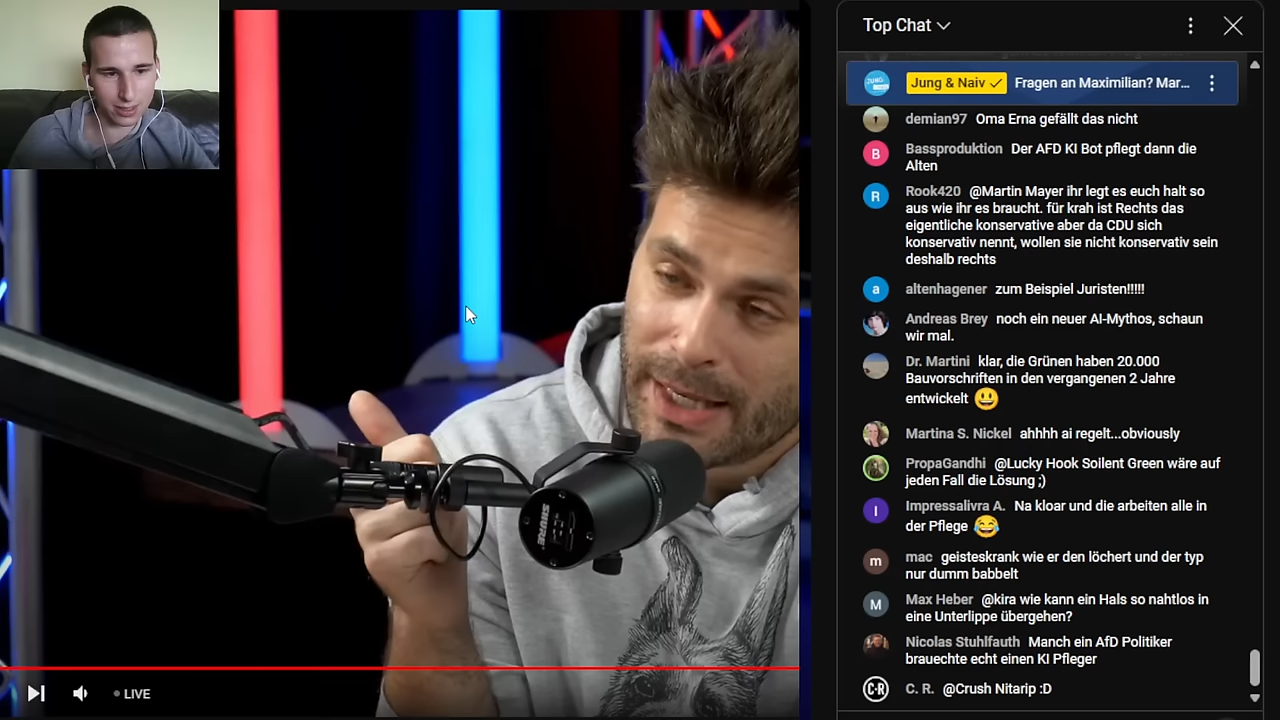 Top Chat
Jung & Naiv Fragen an Maximilian? Mar...
demian97 Oma Erna gefällt das nicht
Bassproduktion Der AFD KI Bot pflegt dann die
Alten
Rook420 @Martin Mayer ihr legt es euch halt so
aus wie ihr es braucht. für krah ist Rechts das
eigentliche konservative aber da CDU sich
konservativ nennt, wollen sie nicht konservativ sein
deshalb rechts
altenhagener zum Beispiel Juristen!!!!!
Andreas Brey noch ein neuer AI-Mythos, schaun
wir mal.
Dr. Martini klar, die Grünen haben 20.000
Bauvorschriften in den vergangenen 2 Jahre
entwickelt 😃
Martina S. Nickel ahhhh ai regelt...obviously
PropaGandhi @Lucky Hook Soilent Green wäre auf
jeden Fall die Lösung ;)
Impressalivra A. Na kloar und die arbeiten alle in
der Pflege 😂
mac geisteskrank wie er den löchert und der typ
nur dumm babbelt
Max Heber @kira wie kann ein Hals so nahtlos in
eine Unterlippe übergehen?
Nicolas Stuhlfauth Manch ein AfD Politiker
brauechte echt einen KI Pfleger
C. R. @Crush Nitarip :D
B
R
a
I
m
M
C•R
SHURE
LIVE